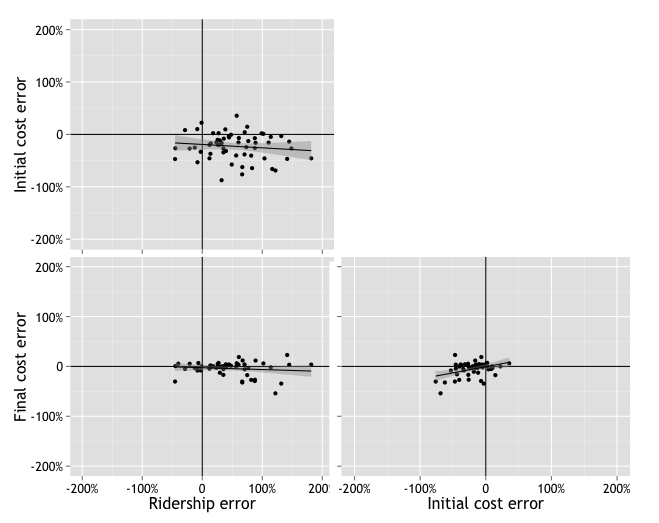 200%
100%
0
-100%
-200%
Initial cost error
200%
100%
0
-100%
-200%
Final cost error
-200% -100% 0 100% 200
Ridership error
-200% -100% 0 100% 200%
Initial cost error